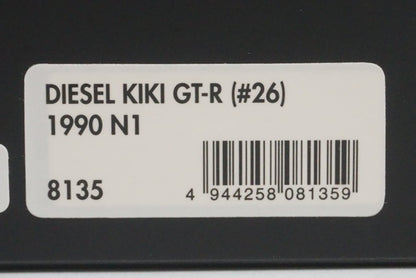 DIESEL KIKI GT-R (#26)
1990 N1
8135
4 944258 081359